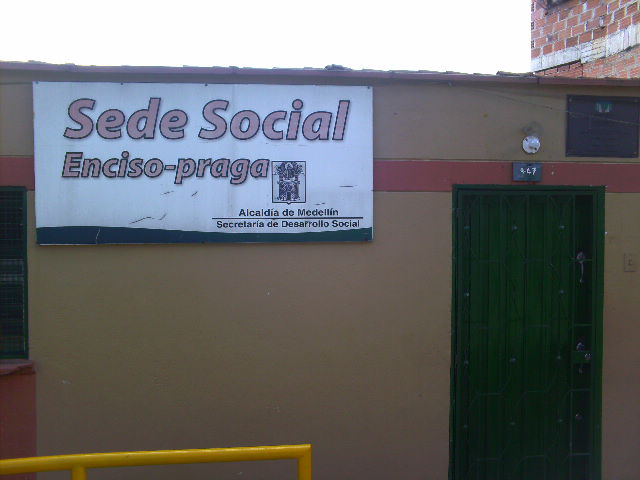 Sede Social
Enciso-praga
Alcaldía de Medellín
Secretaría de Desarrollo Social